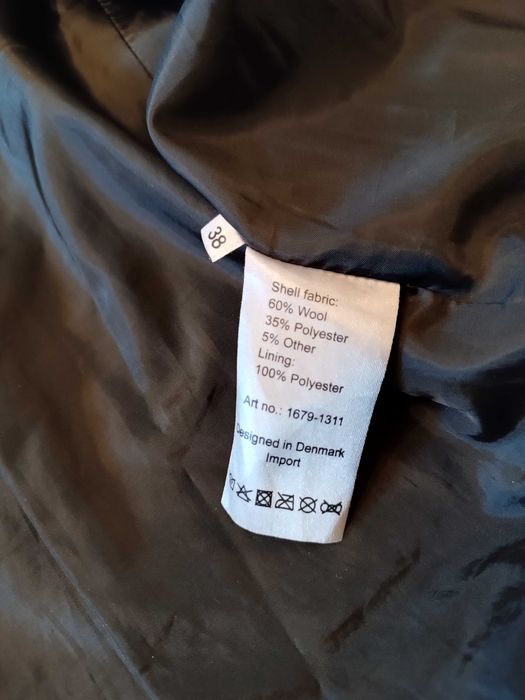 38
Shell fabric:
60% Wool
35% Polyester
5% Other
Lining:
100% Polyester
Art no.: 1679-1311
Designed in Denmark
Import